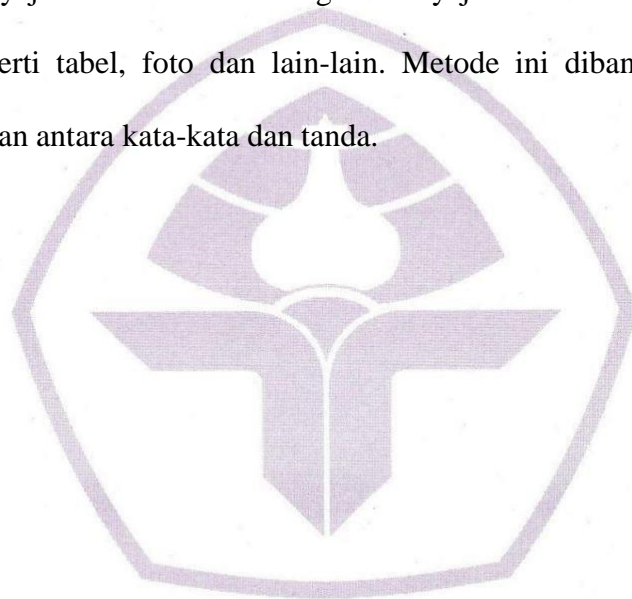 erti tabel, foto dan lain-lain. Metode ini diban
an antara kata-kata dan tanda.